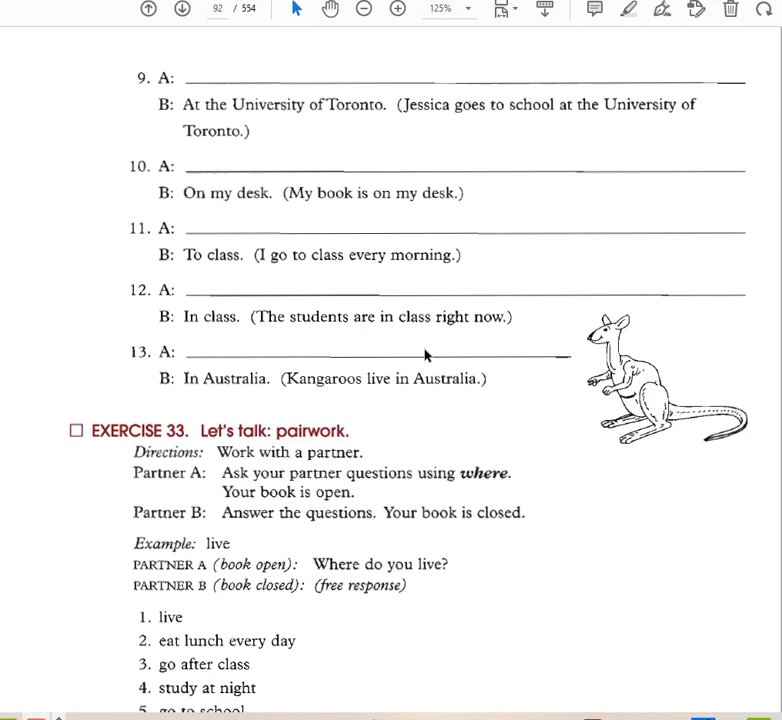 92 / 554
125%
9. A:
B: At the University of Toronto. (Jessica goes to school at the University of
Toronto.)
10. A:
B: On my desk. (My book is on my desk.)
11. A:
B: To class. (I go to class every morning.)
12. A:
B: In class. (The students are in class right now.)
13. A:
B: In Australia. (Kangaroos live in Australia.)
EXERCISE 33. Let's talk: pairwork.
Directions: Work with a partner.
Partner A: Ask your partner questions using where.
Your book is open.
Partner B: Answer the questions. Your book is closed.
Example: live
PARTNER A (book open): Where do you live?
PARTNER B (book closed): (free response)
1. live
2. eat lunch every day
3. go after class
4. study at night
5. go to school